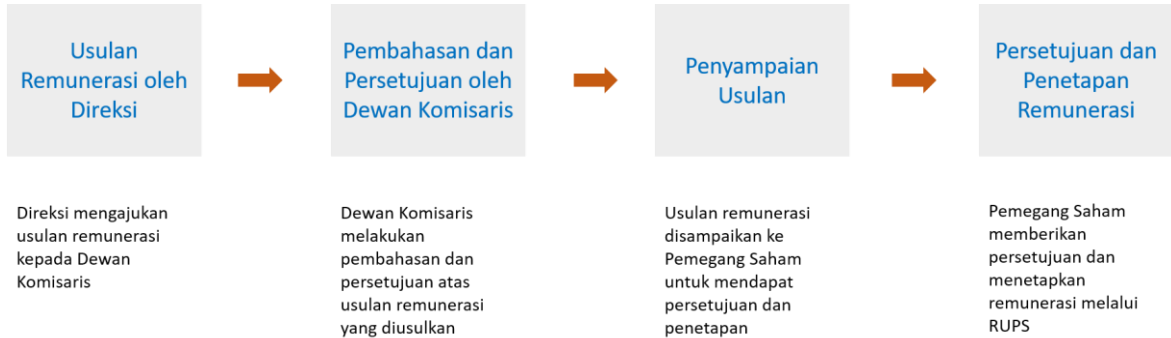 Usulan
Remunerasi oleh
Direksi
Pembahasan dan
Persetujuan oleh
Dewan Komisaris
Penyampaian
Usulan
Persetujuan dan
Penetapan
Remunerasi
Direksi mengajukan
usulan remunerasi
kepada Dewan
Komisaris
Dewan Komisaris
melakukan
pembahasan dan
persetujuan atas
usulan remunerasi
yang diusulkan
Usulan remunerasi
disampaikan ke
Pemegang Saham
untuk mendapat
persetujuan dan
penetapan
Pemegang Saham
memberikan
persetujuan dan
menetapkan
remunerasi melalui
RUPS